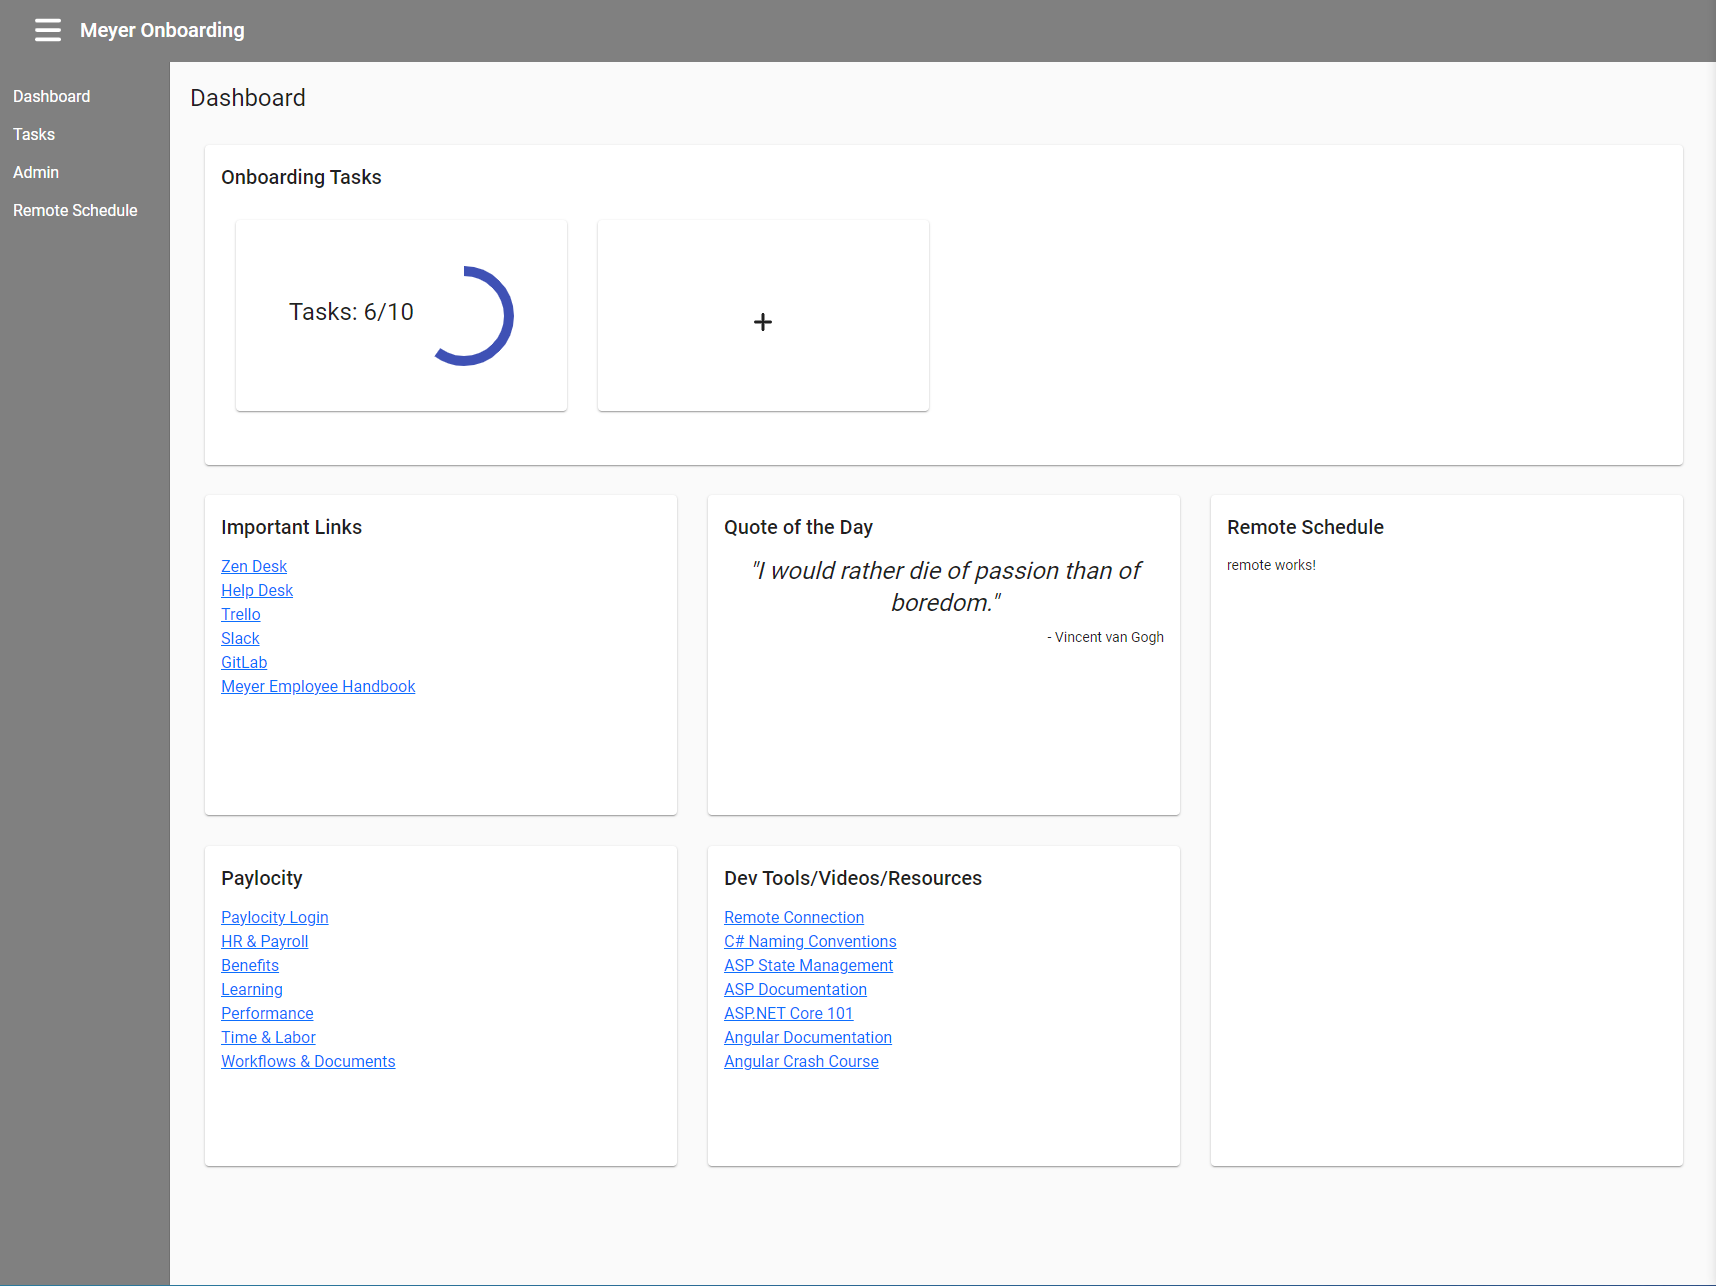 Meyer Onboarding
Dashboard
Tasks
Admin
Remote Schedule
Dashboard
Onboarding Tasks
Tasks: 6/10
+
Important Links
Zen Desk
Help Desk
Trello
Slack
GitLab
Meyer Employee Handbook
Quote of the Day
"I would rather die of passion than of
boredom."
- Vincent van Gogh
Remote Schedule
remote works!
Paylocity
Paylocity Login
HR & Payroll
Benefits
Learning
Performance
Time & Labor
Workflows & Documents
Dev Tools/Videos/Resources
Remote Connection
C# Naming Conventions
ASP State Management
ASP Documentation
ASP.NET Core 101
Angular Documentation
Angular Crash Course